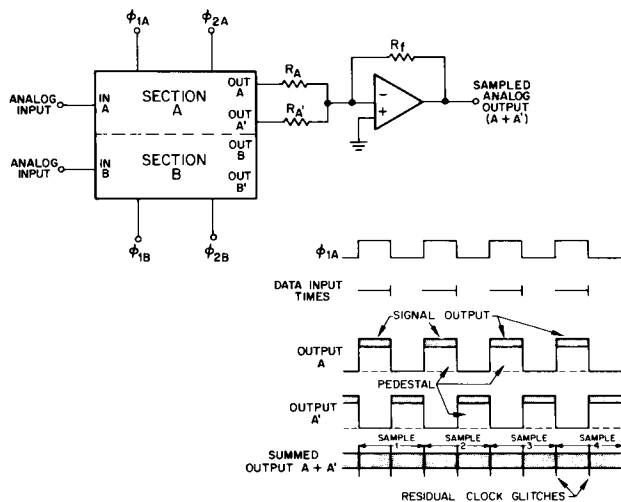 ϕ1A
ϕ2A
Rf
ANALOG INPUT
IN A
SECTION A
OUT A
RA
OUT A'
RA'
−
+
SAMPLED ANALOG OUTPUT (A + A')
ANALOG INPUT
IN B
SECTION B
OUT B
OUT B'
ϕ1B
ϕ2B
ϕ1A
DATA INPUT TIMES
SIGNAL OUTPUT
OUTPUT A
PEDESTAL
OUTPUT A'
SAMPLE 1
SAMPLE 2
SAMPLE 3
SAMPLE 4
SUMMED OUTPUT A + A'
RESIDUAL CLOCK GLITCHES